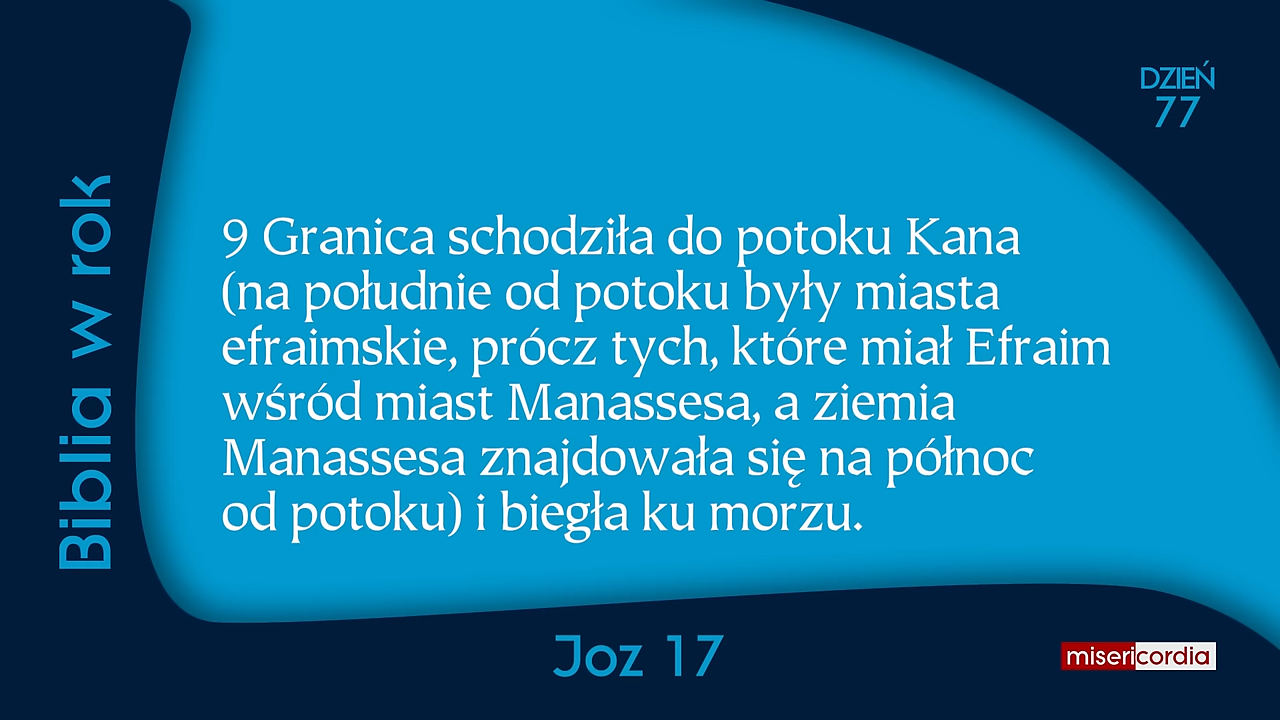 DZIEŃ
77
Biblia w rok
9 Granica schodziła do potoku Kana
(na południe od potoku były miasta
efraimskie, prócz tych, które miał Efraim
wśród miast Manassesa, a ziemia
Manassesa znajdowała się na północ
od potoku) i biegła ku morzu.
Joz 17
misericordia